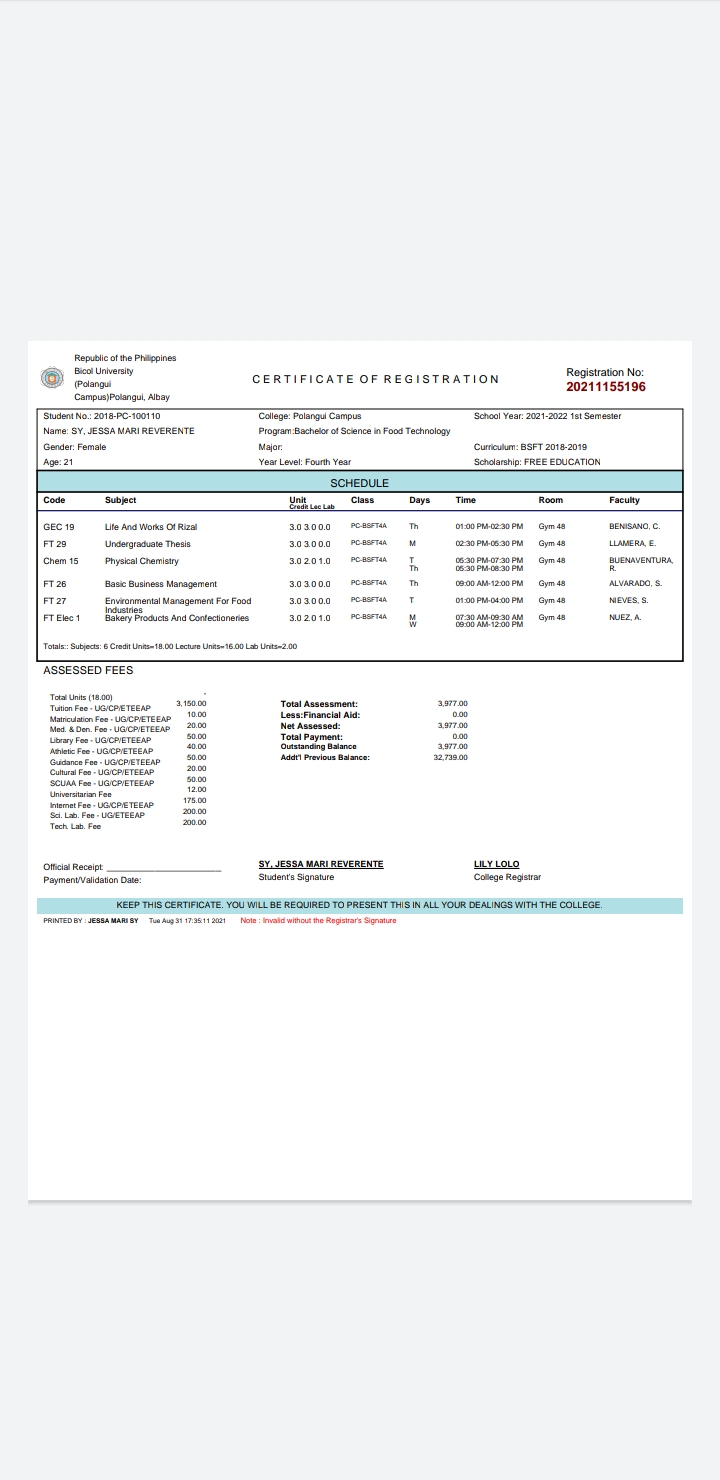 Republic of the Philippines
Bicol University
(Polangui
Campus)Polangui, Albay
CERTIFICATE OF REGISTRATION
Registration No:
20211155196
Student No.: 2018-PC-100110 College: Polangui Campus School Year: 2021-2022 1st Semester
Name: SY, JESSA MARI REVERENTE Program:Bachelor of Science in Food Technology
Gender: Female Major: Curriculum: BSFT 2018-2019
Age: 21 Year Level: Fourth Year Scholarship: FREE EDUCATION
SCHEDULE
Code Subject Unit Class Days Time Room Faculty
Credit Lec Lab
GEC 19 Life And Works Of Rizal 3.0 3.0 0.0 PC-BSFT4A Th 01:00 PM-02:30 PM Gym 48 BENISANO, C.
FT 29 Undergraduate Thesis 3.0 3.0 0.0 PC-BSFT4A M 02:30 PM-05:30 PM Gym 48 LLAMERA, E.
Chem 15 Physical Chemistry 3.0 2.0 1.0 PC-BSFT4A T 05:30 PM-07:30 PM Gym 48 BUENAVENTURA,
Th 05:30 PM-08:30 PM R.
FT 26 Basic Business Management 3.0 3.0 0.0 PC-BSFT4A Th 09:00 AM-12:00 PM Gym 48 ALVARADO, S.
FT 27 Environmental Management For Food 3.0 3.0 0.0 PC-BSFT4A T 01:00 PM-04:00 PM Gym 48 NIEVES, S.
Industries
FT Elec 1 Bakery Products And Confectioneries 3.0 2.0 1.0 PC-BSFT4A M 07:30 AM-09:30 AM Gym 48 NUEZ, A.
W 09:00 AM-12:00 PM
Totals:: Subjects: 6 Credit Units=18.00 Lecture Units=16.00 Lab Units=2.00
ASSESSED FEES
Total Units (18.00) -
Tuition Fee - UG/CP/ETEEAP 3,150.00
Matriculation Fee - UG/CP/ETEEAP 10.00
Med. & Den. Fee - UG/CP/ETEEAP 20.00
Library Fee - UG/CP/ETEEAP 50.00
Athletic Fee - UG/CP/ETEEAP 40.00
Guidance Fee - UG/CP/ETEEAP 50.00
Cultural Fee - UG/CP/ETEEAP 20.00
SCUAA Fee - UG/CP/ETEEAP 50.00
Universitarian Fee 12.00
Internet Fee - UG/CP/ETEEAP 175.00
Sci. Lab. Fee - UG/ETEEAP 200.00
Tech. Lab. Fee 200.00
Total Assessment: 3,977.00
Less:Financial Aid: 0.00
Net Assessed: 3,977.00
Total Payment: 0.00
Outstanding Balance 3,977.00
Addt'l Previous Balance: 32,739.00
Official Receipt: ________________________
Payment/Validation Date:
SY, JESSA MARI REVERENTE
Student's Signature
LILY LOLO
College Registrar
KEEP THIS CERTIFICATE. YOU WILL BE REQUIRED TO PRESENT THIS IN ALL YOUR DEALINGS WITH THE COLLEGE.
PRINTED BY : JESSA MARI SY Tue Aug 31 17:35:11 2021 Note : Invalid without the Registrar's Signature